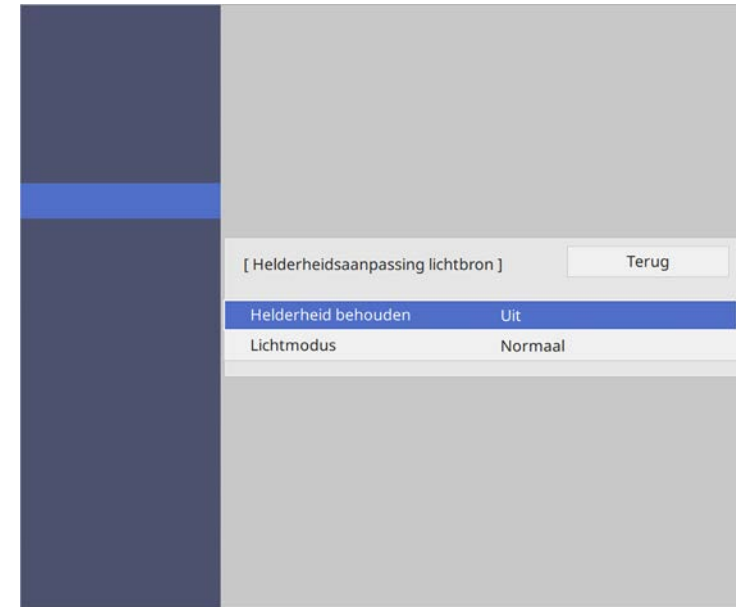 [ Helderheidsaanpassing lichtbron ] Terug
Helderheid behouden Uit
Lichtmodus Normaal